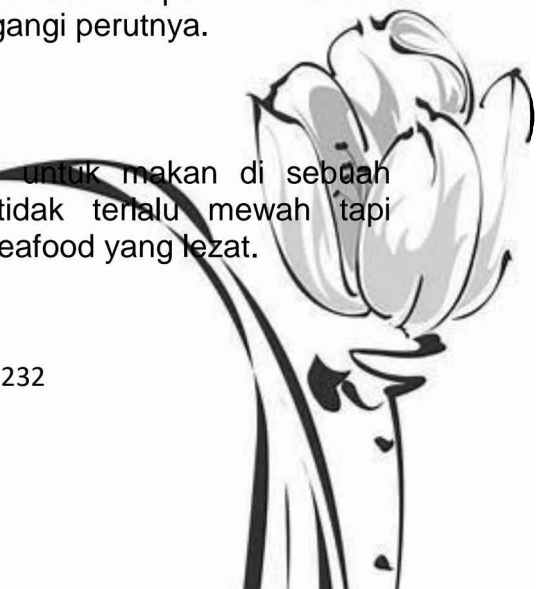 gangi perutnya.
untuk makan di sebuah
tidak terlalu mewah tapi
eafood yang lezat.
232